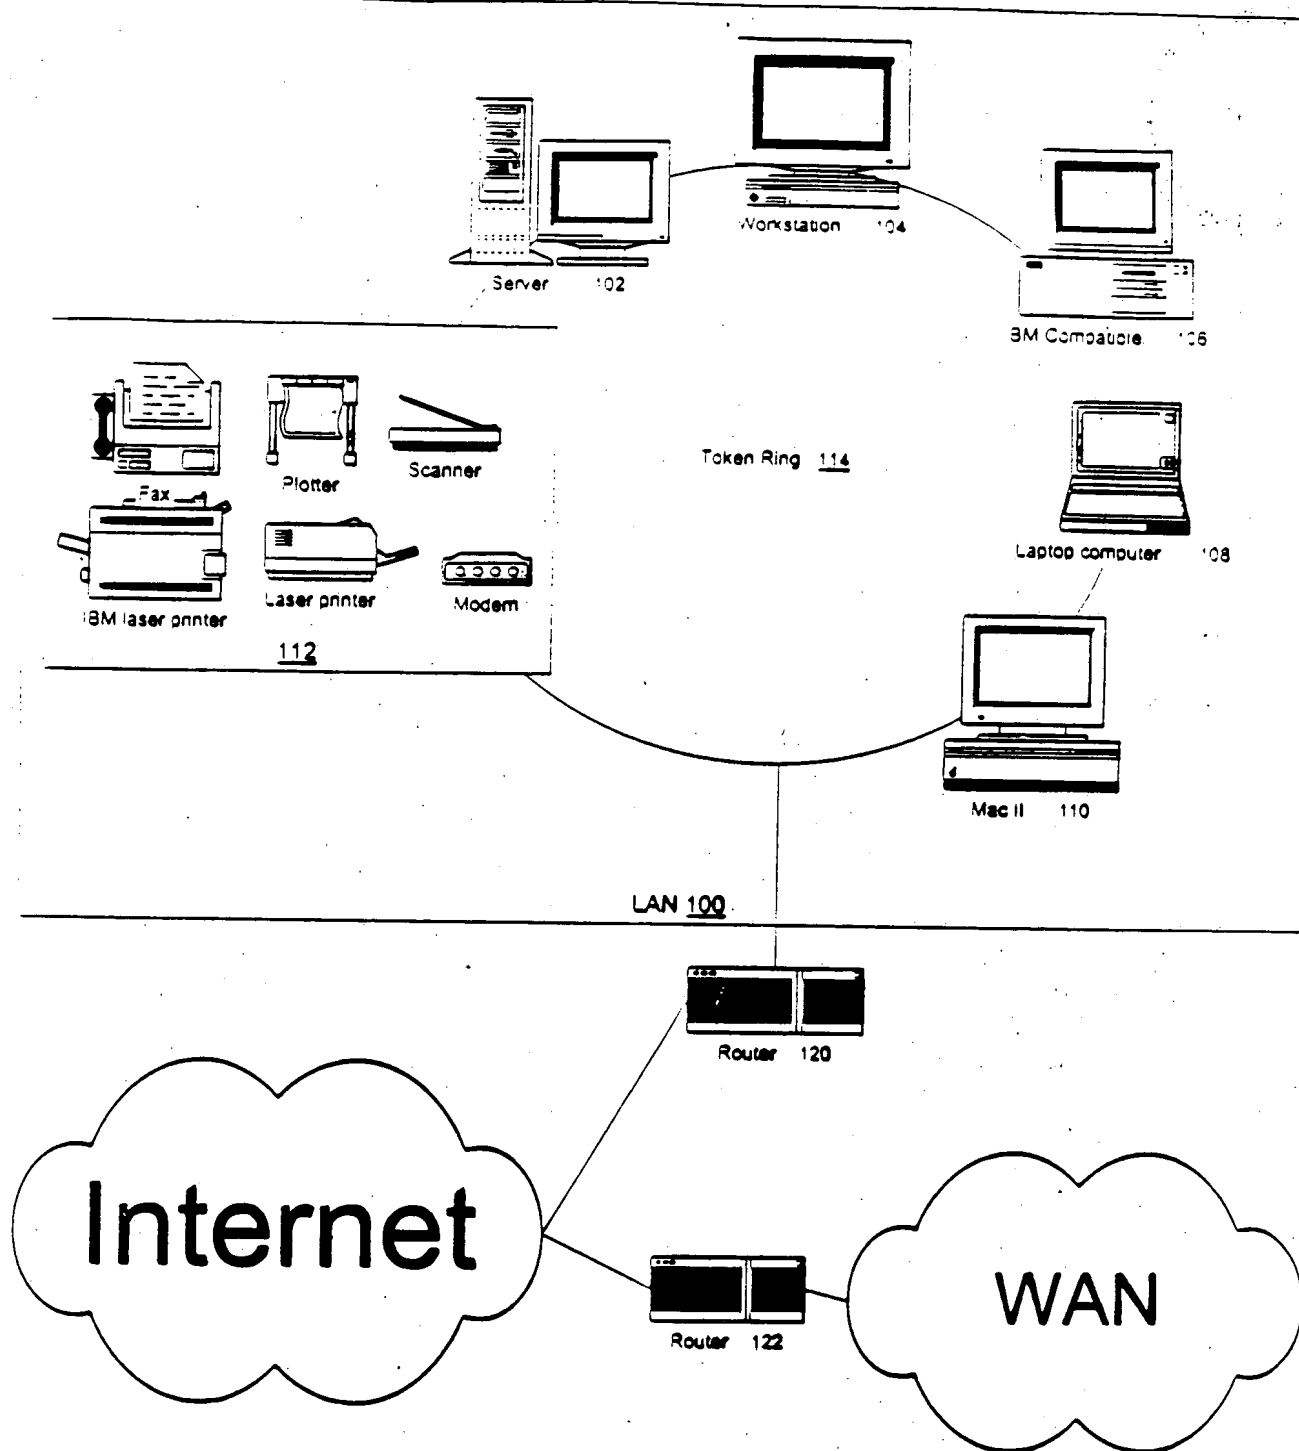 Workstation 104
Server 102
BM Compatible 106
Fax
Plotter
Scanner
Token Ring 114
IBM laser printer
Laser printer
Modem
112
Laptop computer 108
Mac II 110
LAN 100
Router 120
Internet
WAN
Router 122